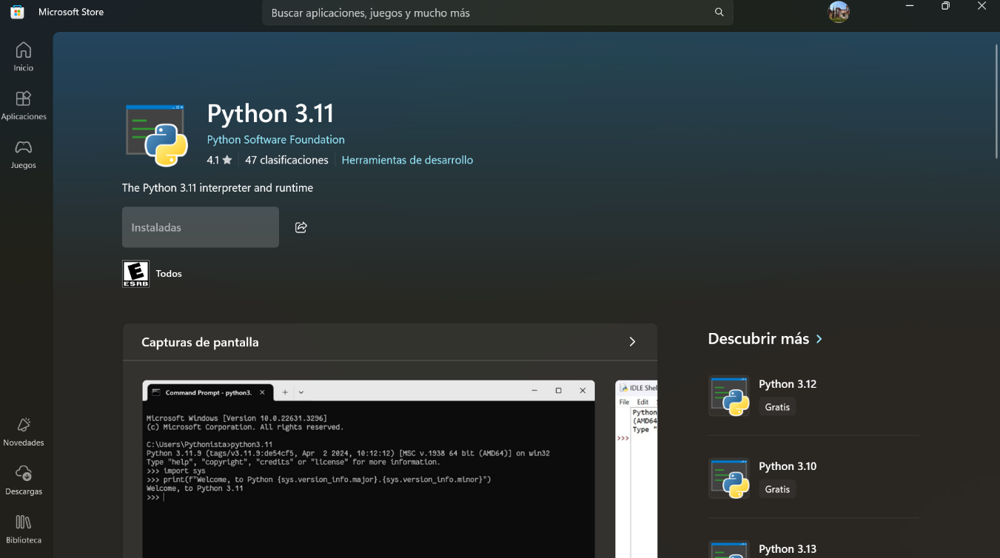 Microsoft Store
Buscar aplicaciones, juegos y mucho más
Inicio
Aplicaciones
Juegos
Novedades
Descargas
Biblioteca
Python 3.11
Python Software Foundation
4.1 ★ 47 clasificaciones Herramientas de desarrollo
The Python 3.11 interpreter and runtime
Instaladas
E
ESRB
Todos
Capturas de pantalla
Command Prompt - python3.
Microsoft Windows [Version 10.0.22631.3296]
(c) Microsoft Corporation. All rights reserved.
C:\Users\Pythonista>python3.11
Python 3.11.9 (tags/v3.11.9:de54cf5, Apr  2 2024, 10:12:12) [MSC v.1938 64 bit (AMD64)] on win32
Type "help", "copyright", "credits" or "license" for more information.
>>> import sys
>>> print(f"Welcome, to Python {sys.version_info.major}.{sys.version_info.minor}")
Welcome, to Python 3.11
>>>
IDLE Shel
File Edit
Python
(AMD64
Type "
>>>
Descubrir más
Python 3.12
Gratis
Python 3.10
Gratis
Python 3.13